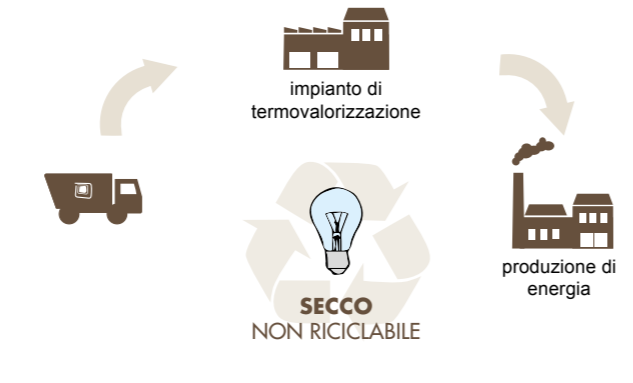 impianto di
termovalorizzazione
produzione di
energia
SECCO
NON RICICLABILE